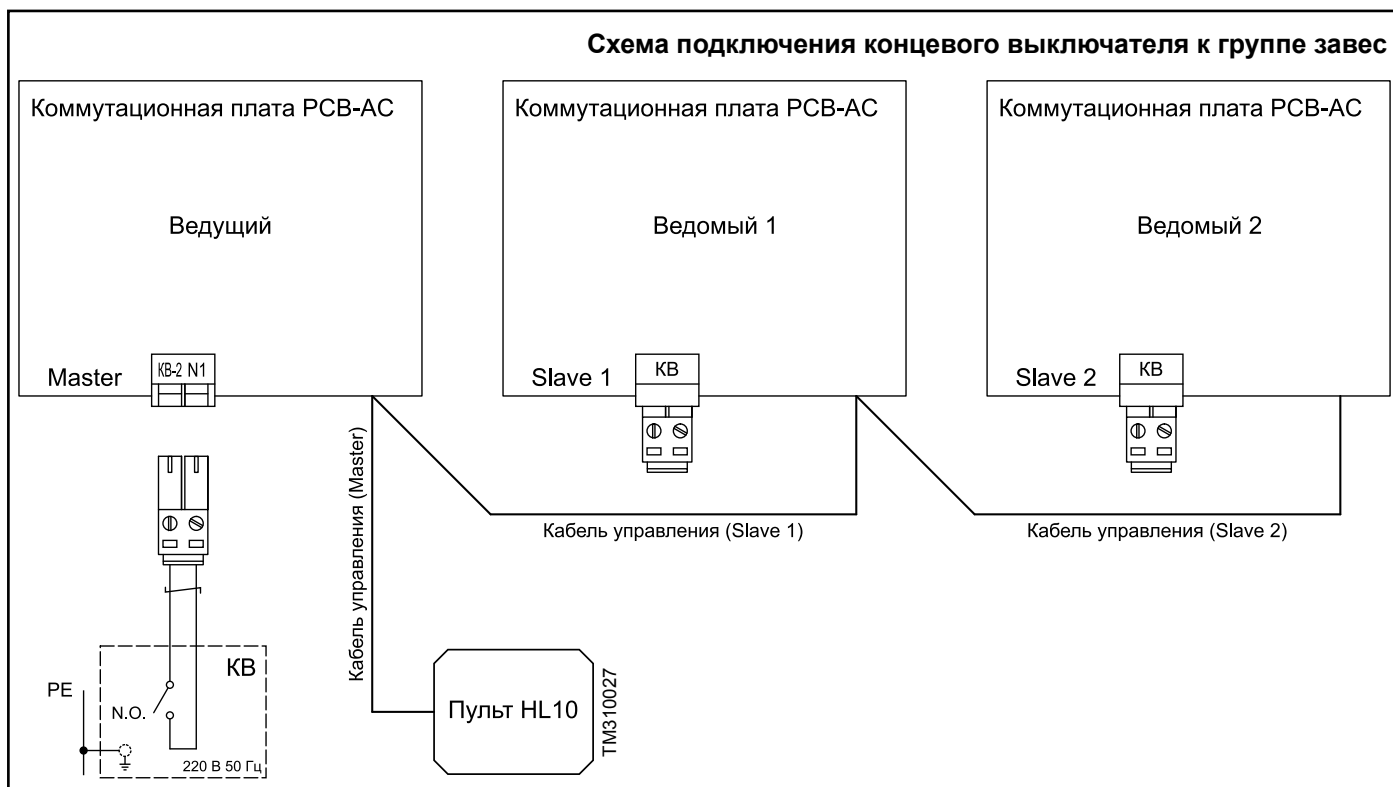 Схема подключения концевого выключателя к группе завес
Коммутационная плата PCB-AC
Ведущий
Master
КВ-2 N1
Коммутационная плата PCB-AC
Ведомый 1
Slave 1
КВ
Коммутационная плата PCB-AC
Ведомый 2
Slave 2
КВ
Кабель управления (Master)
Кабель управления (Slave 1)
Кабель управления (Slave 2)
КВ
PE
N.O.
220 В 50 Гц
Пульт HL10
TM310027